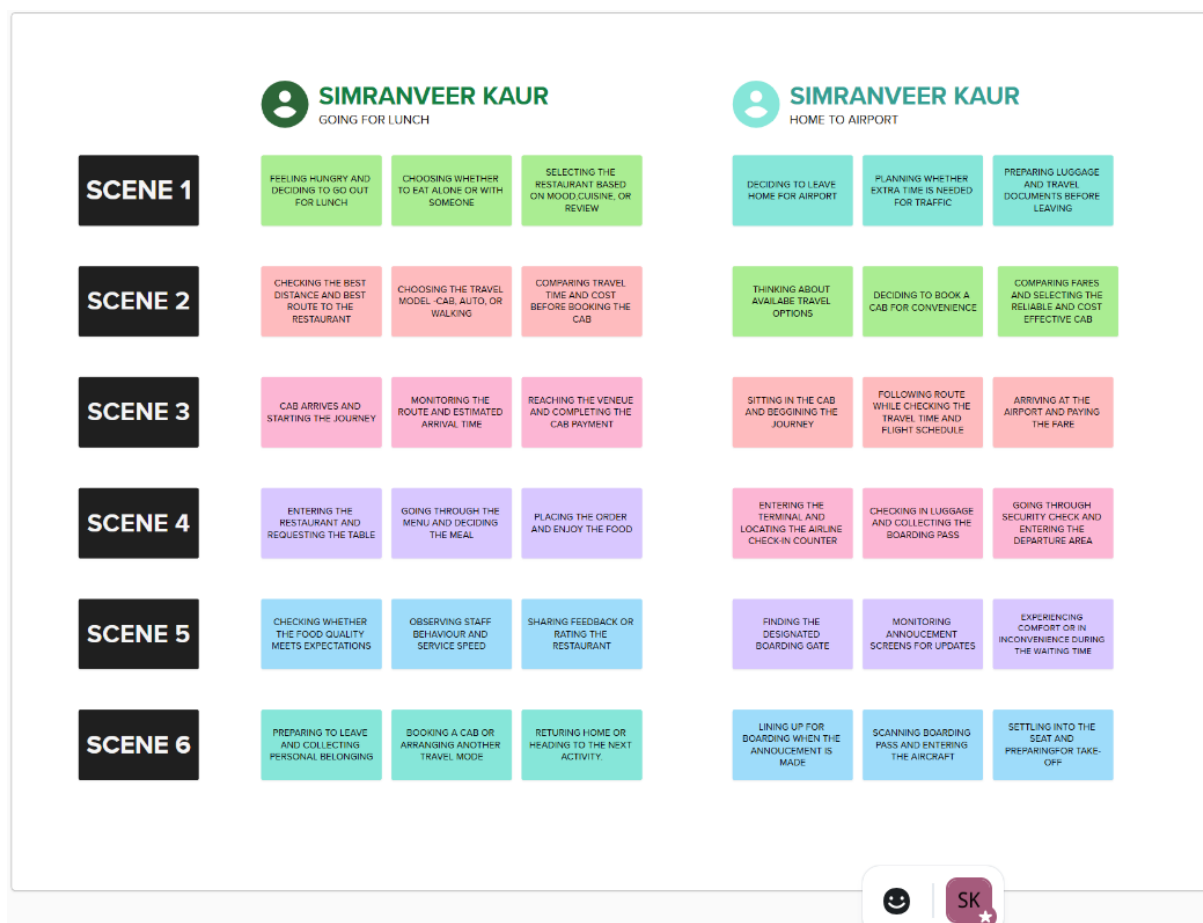 SIMRANVEER KAUR
GOING FOR LUNCH
SIMRANVEER KAUR
HOME TO AIRPORT
SCENE 1
FEELING HUNGRY AND
DECIDING TO GO OUT
FOR LUNCH
CHOOSING WHETHER
TO EAT ALONE OR WITH
SOMEONE
SELECTING THE
RESTAURANT BASED
ON MOOD,CUISINE, OR
REVIEW
DECIDING TO LEAVE
HOME FOR AIRPORT
PLANNING WHETHER
EXTRA TIME IS NEEDED
FOR TRAFFIC
PREPARING LUGGAGE
AND TRAVEL
DOCUMENTS BEFORE
LEAVING
SCENE 2
CHECKING THE BEST
DISTANCE AND BEST
ROUTE TO THE
RESTAURANT
CHOOSING THE TRAVEL
MODEL -CAB, AUTO, OR
WALKING
COMPARING TRAVEL
TIME AND COST
BEFORE BOOKING THE
CAB
THINKING ABOUT
AVAILABE TRAVEL
OPTIONS
DECIDING TO BOOK A
CAB FOR CONVENIENCE
COMPARING FARES
AND SELECTING THE
RELIABLE AND COST
EFFECTIVE CAB
SCENE 3
CAB ARRIVES AND
STARTING THE JOURNEY
MONITORING THE
ROUTE AND ESTIMATED
ARRIVAL TIME
REACHING THE VENEUE
AND COMPLETING THE
CAB PAYMENT
SITTING IN THE CAB
AND BEGGINING THE
JOURNEY
FOLLOWING ROUTE
WHILE CHECKING THE
TRAVEL TIME AND
FLIGHT SCHEDULE
ARRIVING AT THE
AIRPORT AND PAYING
THE FARE
SCENE 4
ENTERING THE
RESTAURANT AND
REQUESTING THE TABLE
GOING THROUGH THE
MENU AND DECIDING
THE MEAL
PLACING THE ORDER
AND ENJOY THE FOOD
ENTERING THE
TERMINAL AND
LOCATING THE AIRLINE
CHECK-IN COUNTER
CHECKING IN LUGGAGE
AND COLLECTING THE
BOARDING PASS
GOING THROUGH
SECURITY CHECK AND
ENTERING THE
DEPARTURE AREA
SCENE 5
CHECKING WHETHER
THE FOOD QUALITY
MEETS EXPECTATIONS
OBSERVING STAFF
BEHAVIOUR AND
SERVICE SPEED
SHARING FEEDBACK OR
RATING THE
RESTAURANT
FINDING THE
DESIGNATED
BOARDING GATE
MONITORING
ANNOUCEMENT
SCREENS FOR UPDATES
EXPERIENCING
COMFORT OR IN
INCONVENIENCE DURING
THE WAITING TIME
SCENE 6
PREPARING TO LEAVE
AND COLLECTING
PERSONAL BELONGING
BOOKING A CAB OR
ARRANGING ANOTHER
TRAVEL MODE
RETURING HOME OR
HEADING TO THE NEXT
ACTIVITY.
LINING UP FOR
BOARDING WHEN THE
ANNOUCEMENT IS
MADE
SCANNING BOARDING
PASS AND ENTERING
THE AIRCRAFT
SETTLING INTO THE
SEAT AND
PREPARINGFOR TAKE-
OFF
SK